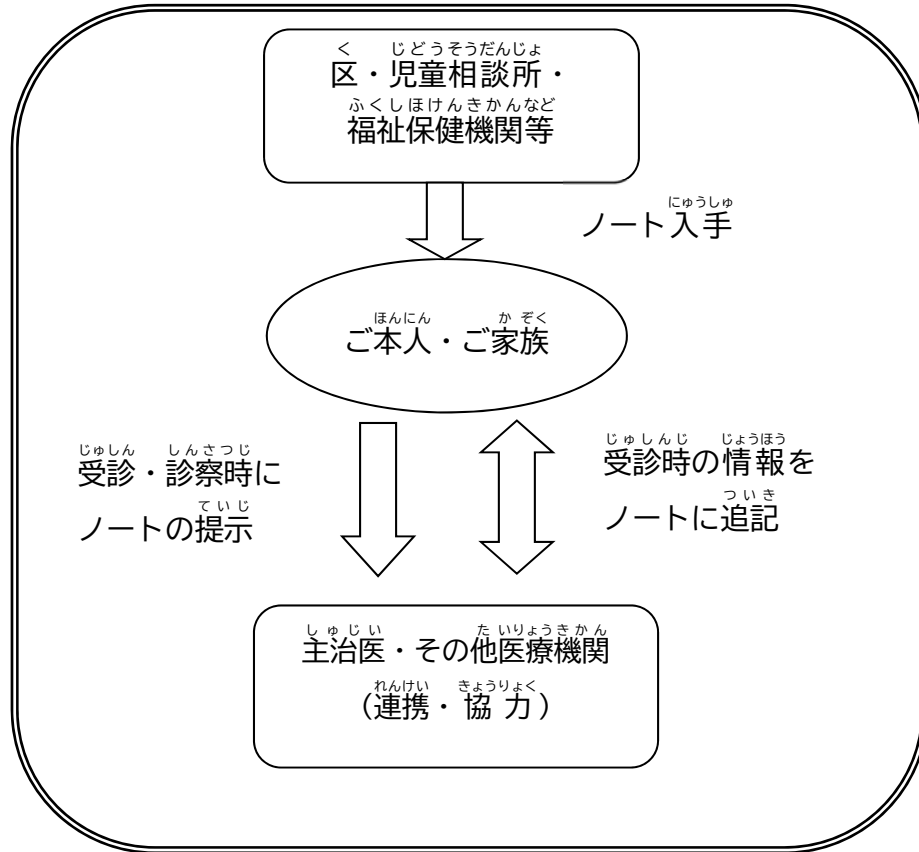 く じどうそうだんじょ
区・児童相談所・
ふくしほけんきかんなど
福祉保健機関等
にゅうしゅ
ノート入手
ほんにん かぞく
ご本人・ご家族
じゅしん しんさつじ
受診・診察時に
ていじ
ノートの提示
じゅしんじ じょうほう
受診時の情報を
ついき
ノートに追記
しゅじい た いりょうきかん
主治医・その他医療機関
れんけい きょうりょく
（連携・協力）